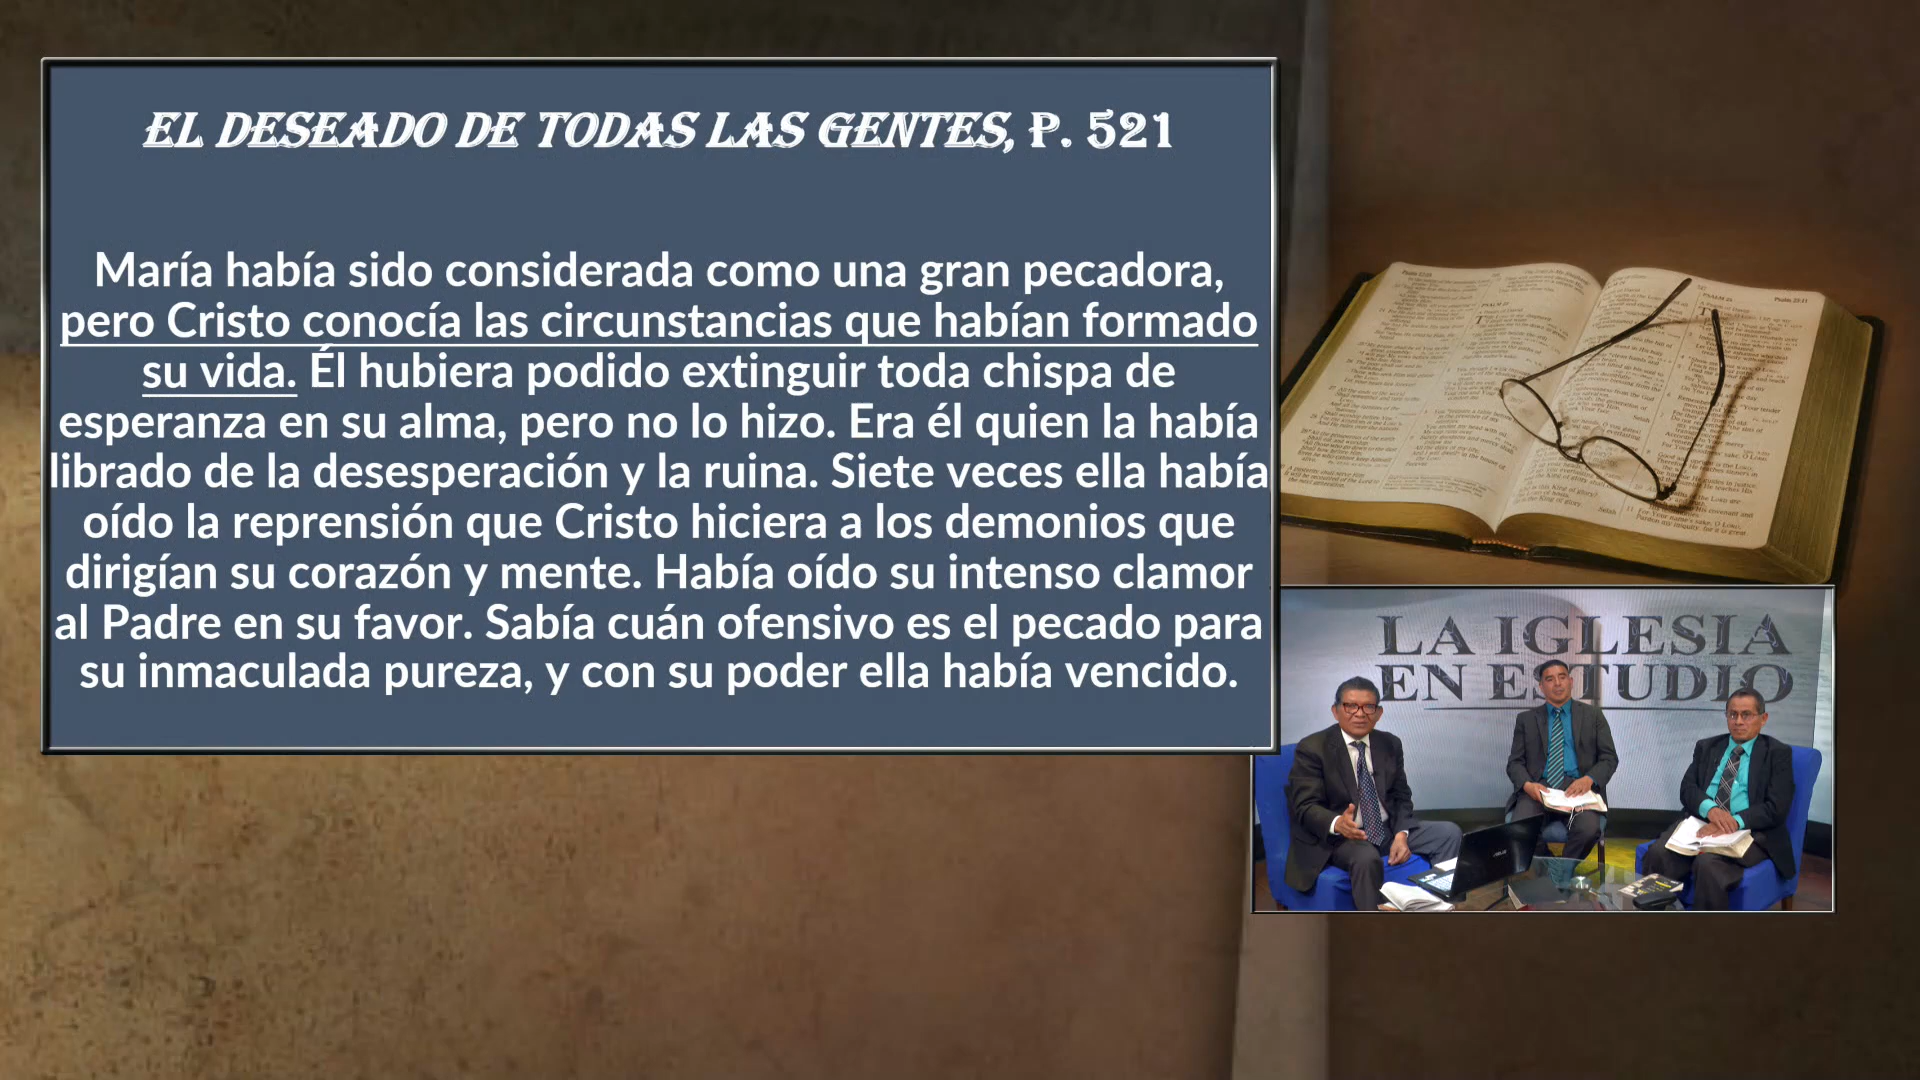 EL DESEADO DE TODAS LAS GENTES, P. 521
María había sido considerada como una gran pecadora,
pero Cristo conocía las circunstancias que habían formado
su vida. Él hubiera podido extinguir toda chispa de
esperanza en su alma, pero no lo hizo. Era él quien la había
librado de la desesperación y la ruina. Siete veces ella había
oído la reprensión que Cristo hiciera a los demonios que
dirigían su corazón y mente. Había oído su intenso clamor
al Padre en su favor. Sabía cuán ofensivo es el pecado para
su inmaculada pureza, y con su poder ella había vencido.
LA IGLESIA
EN ESTUDIO